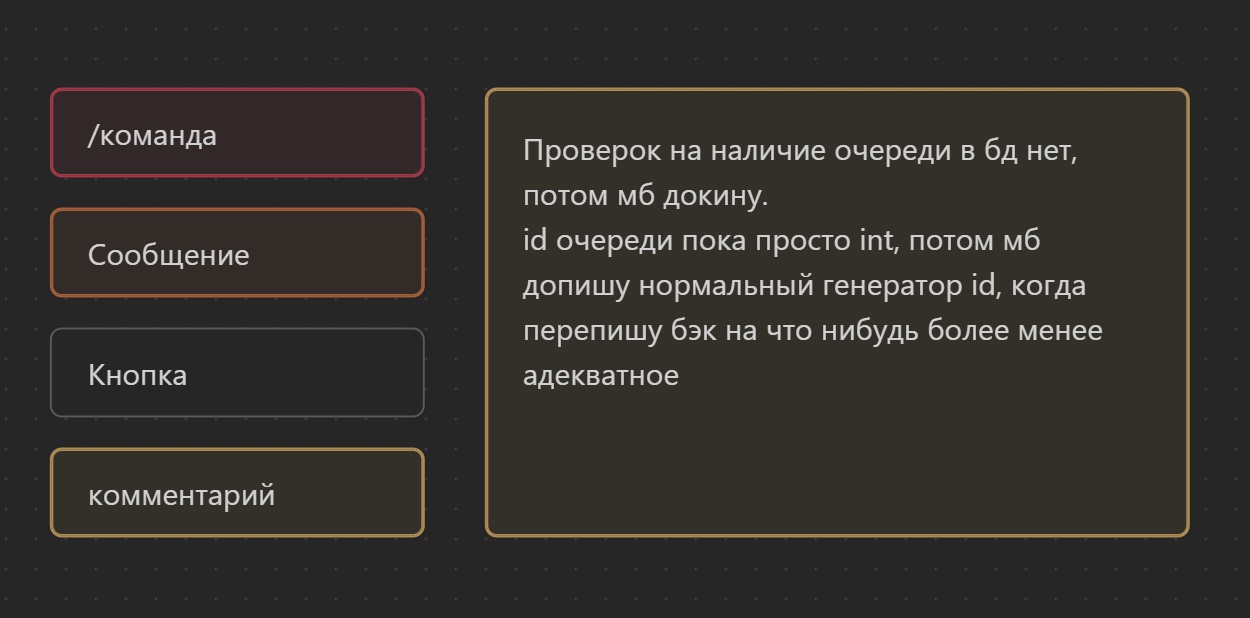 /команда
Сообщение
Кнопка
комментарий
Проверок на наличие очереди в бд нет,
потом мб докину.
id очереди пока просто int, потом мб
допишу нормальный генератор id, когда
перепишу бэк на что нибудь более менее
адекватное